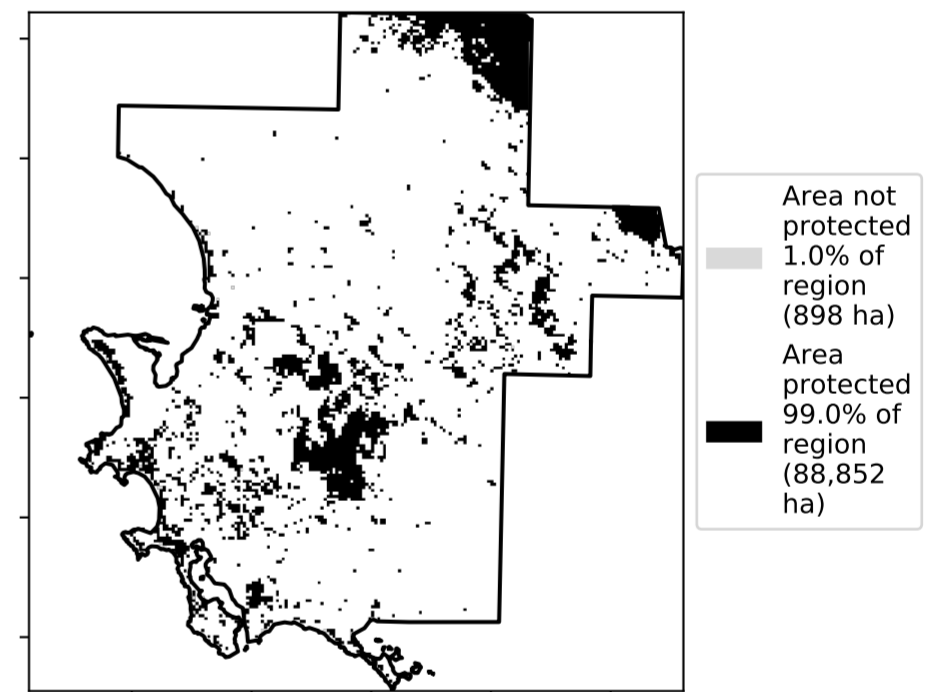 Area not
protected
1.0% of
region
(898 ha)
Area
protected
99.0% of
region
(88,852
ha)